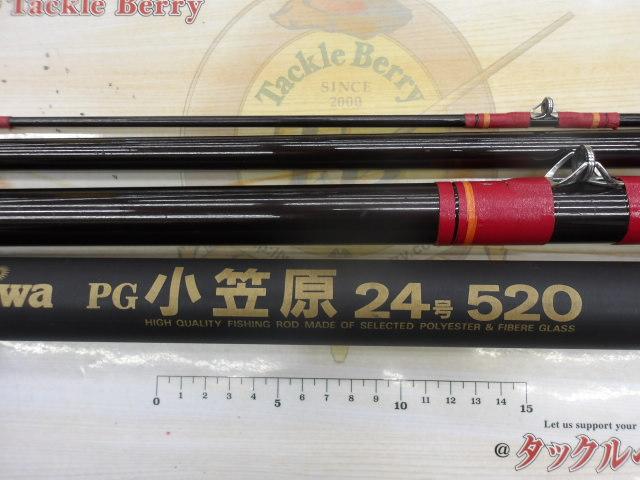 Tackle Berry
Tackle Berry
SINCE
2000
PG 小笠原 24号 520
HIGH QUALITY FISHING ROD MADE OF SELECTED POLYESTER & FIBERE GLASS
0 1 2 3 4 5 6 7 8 9 10 11 12 13 14 15
Let us support your
@タックル